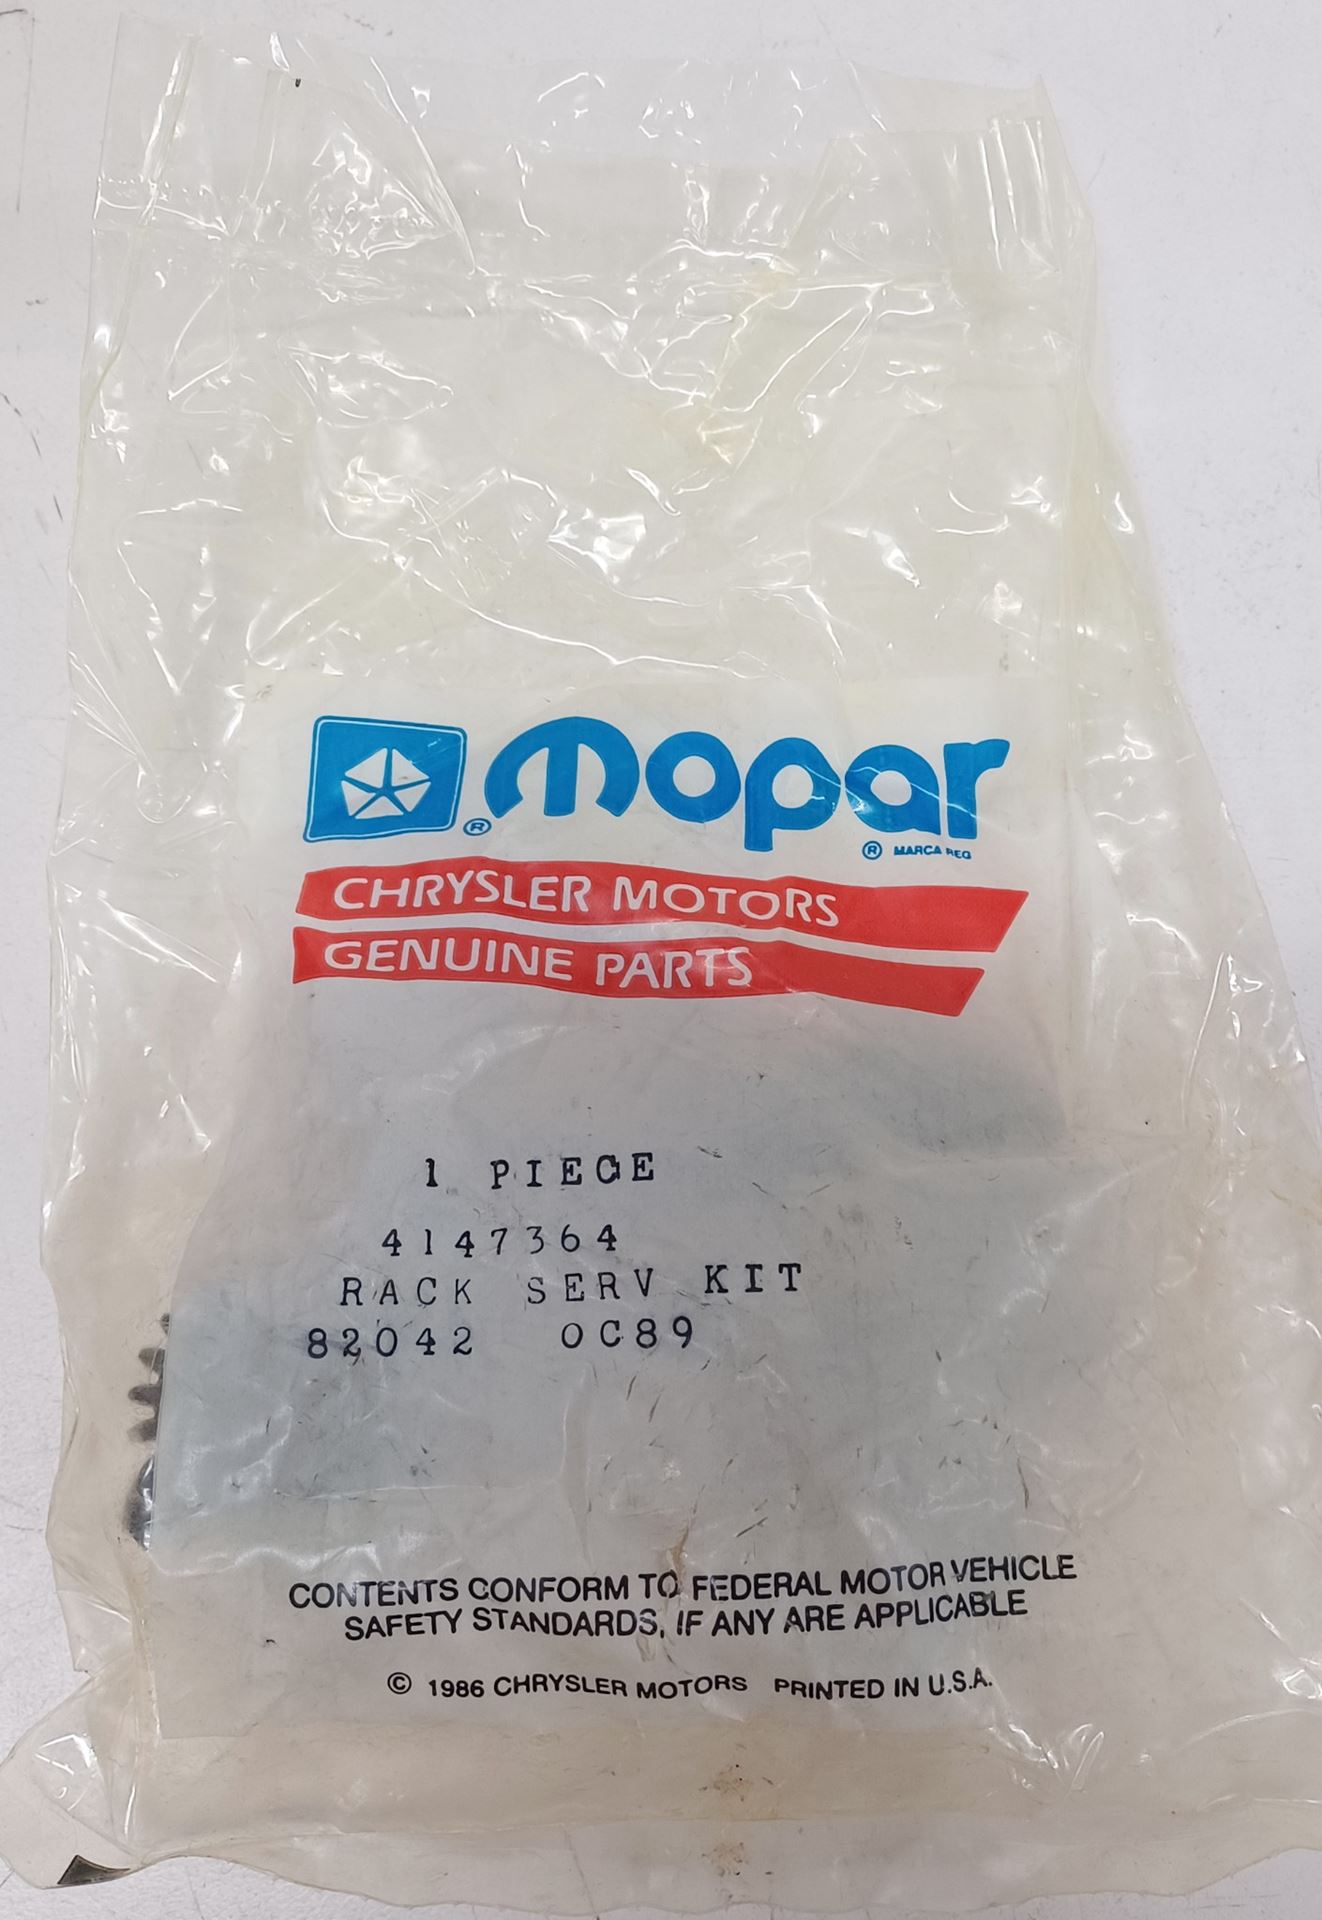 ® mopar
® MARCA REG
CHRYSLER MOTORS
GENUINE PARTS
1 PIECE
4147364
RACK SERV KIT
82042 0C89
CONTENTS CONFORM TO FEDERAL MOTOR VEHICLE
SAFETY STANDARDS, IF ANY ARE APPLICABLE
© 1986 CHRYSLER MOTORS PRINTED IN U.S.A.